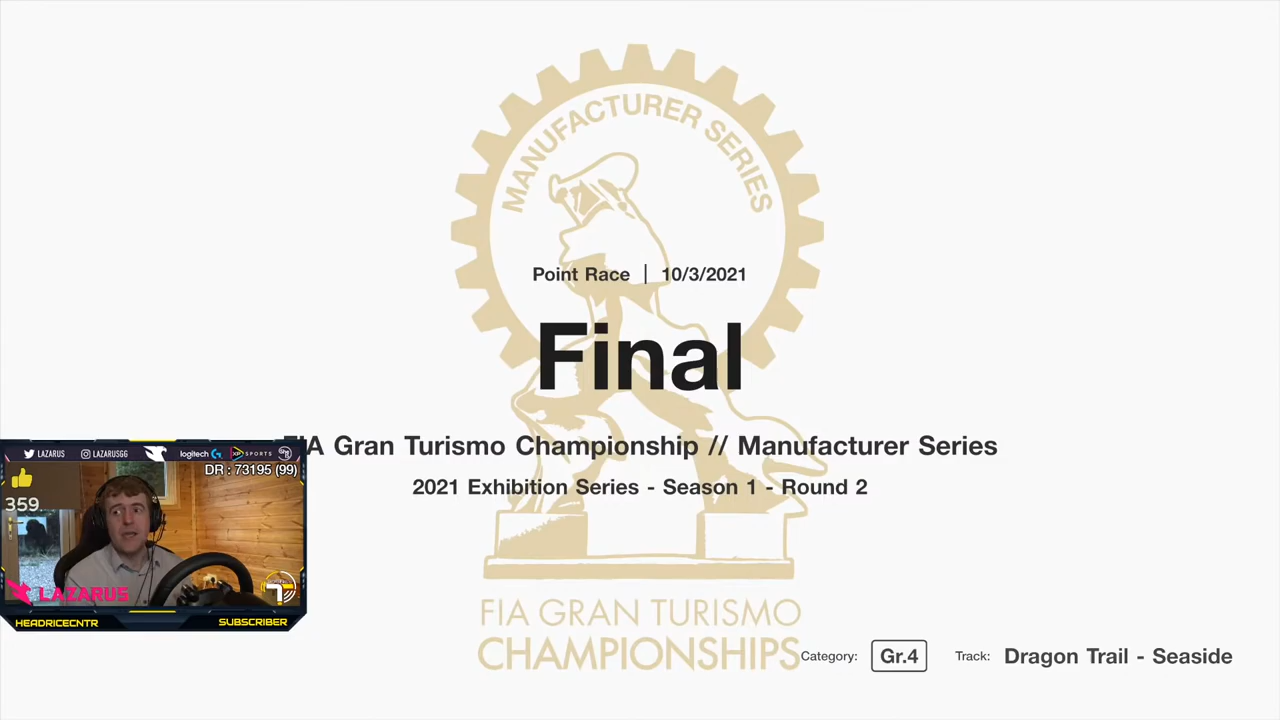 MANUFACTURER SERIES
Point Race | 10/3/2021
Final
FIA Gran Turismo Championship // Manufacturer Series
2021 Exhibition Series - Season 1 - Round 2
LAZARUS LAZARUSGG logitech G XPSPORTS
DR : 73195 (99)
359
LAZARUS
HEADRICECNTR SUBSCRIBER
FIA GRAN TURISMO
CHAMPIONSHIPS
Category: Gr.4 Track: Dragon Trail - Seaside